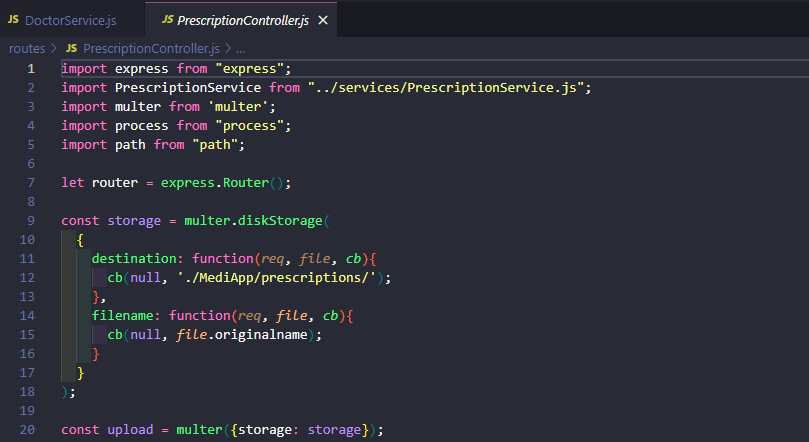 JS DoctorService.js JS PrescriptionController.js ×
routes > JS PrescriptionController.js > ...
1 import express from "express";
2 import PrescriptionService from "../services/PrescriptionService.js";
3 import multer from 'multer';
4 import process from "process";
5 import path from "path";
6
7 let router = express.Router();
8
9 const storage = multer.diskStorage(
10 {
11 destination: function(req, file, cb){
12 cb(null, './MediApp/prescriptions/');
13 },
14 filename: function(req, file, cb){
15 cb(null, file.originalname);
16 }
17 }
18 );
19
20 const upload = multer({storage: storage});